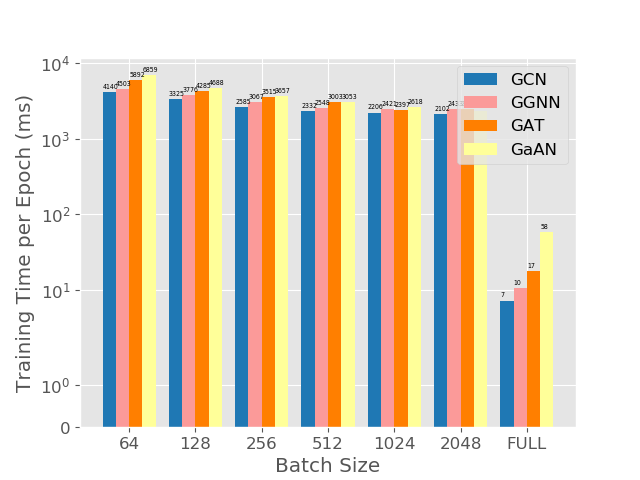 10^4
10^3
10^2
10^1
10^0
0
Training Time per Epoch (ms)
4140 4503 5892 6859
3325 3776 4285 4688
2585 3067 3515 3657
2332 2548 3003 3053
2206 2421 2397 2618
2102
7 10 17 58
GCN
GGNN
GAT
GaAN
64 128 256 512 1024 2048 FULL
Batch Size